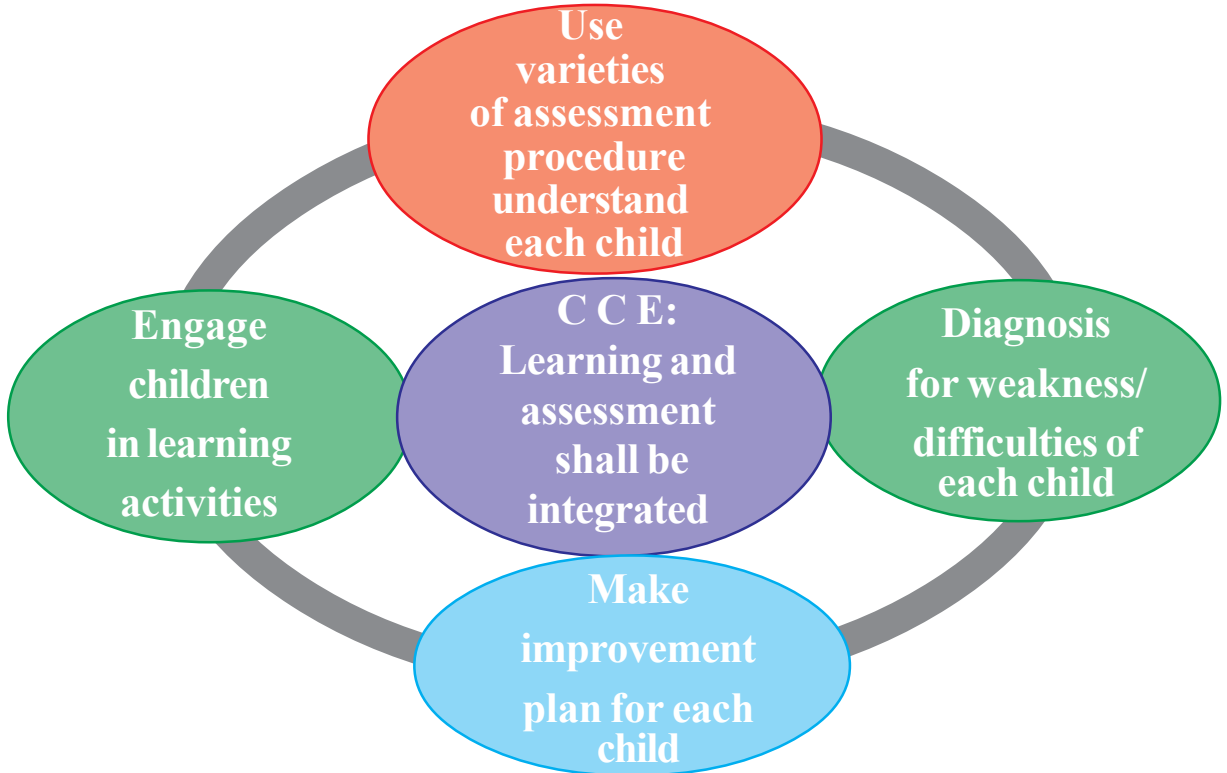 Use
varieties
of assessment
procedure
understand
each child
Engage
children
in learning
activities
C C E:
Learning and
assessment
shall be
integrated
Diagnosis
for weakness/
difficulties of
each child
Make
improvement
plan for each
child